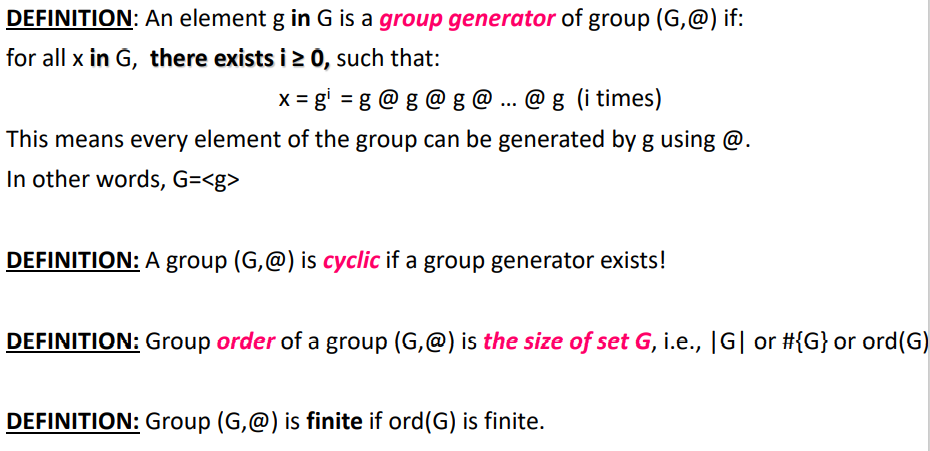 DEFINITION: An element g in G is a group generator of group (G,@) if:
for all x in G, there exists i ≥ 0, such that:
x = gⁱ = g @ g @ g @ ... @ g (i times)
This means every element of the group can be generated by g using @.
In other words, G=<g>
DEFINITION: A group (G,@) is cyclic if a group generator exists!
DEFINITION: Group order of a group (G,@) is the size of set G, i.e., |G| or #{G} or ord(G)
DEFINITION: Group (G,@) is finite if ord(G) is finite.